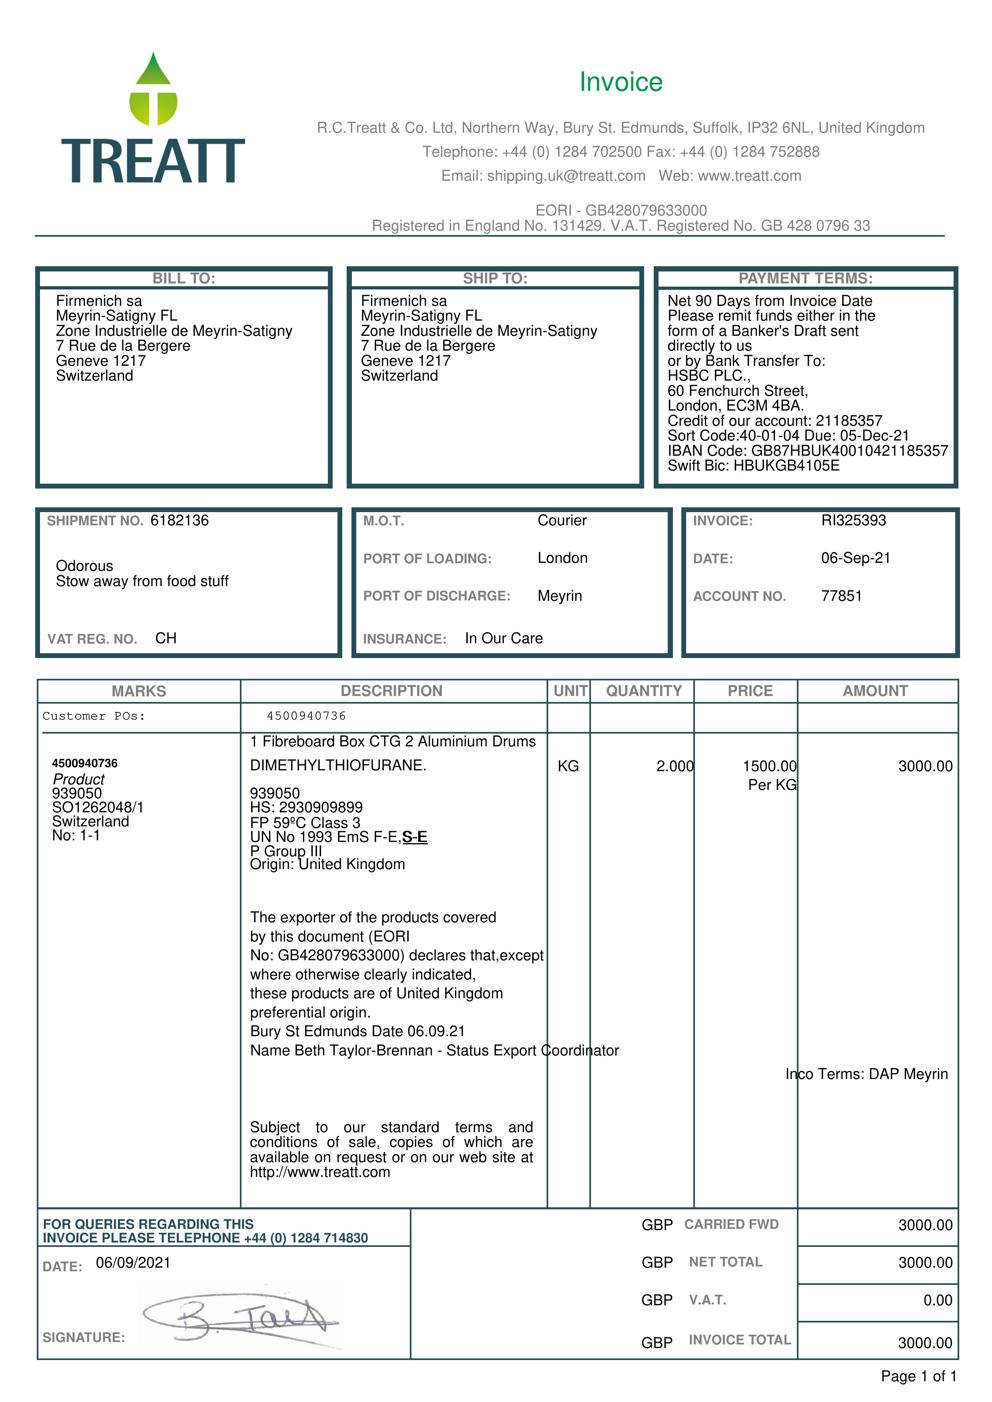 TREATT
Invoice
R.C.Treatt & Co. Ltd, Northern Way, Bury St. Edmunds, Suffolk, IP32 6NL, United Kingdom
Telephone: +44 (0) 1284 702500 Fax: +44 (0) 1284 752888
Email: shipping.uk@treatt.com Web: www.treatt.com
EORI - GB428079633000
Registered in England No. 131429. V.A.T. Registered No. GB 428 0796 33
BILL TO:
Firmenich sa
Meyrin-Satigny FL
Zone Industrielle de Meyrin-Satigny
7 Rue de la Bergere
Geneve 1217
Switzerland
SHIP TO:
Firmenich sa
Meyrin-Satigny FL
Zone Industrielle de Meyrin-Satigny
7 Rue de la Bergere
Geneve 1217
Switzerland
PAYMENT TERMS:
Net 90 Days from Invoice Date
Please remit funds either in the
form of a Banker's Draft sent
directly to us
or by Bank Transfer To:
HSBC PLC.,
60 Fenchurch Street,
London, EC3M 4BA.
Credit of our account: 21185357
Sort Code:40-01-04 Due: 05-Dec-21
IBAN Code: GB87HBUK40010421185357
Swift Bic: HBUKGB4105E
SHIPMENT NO. 6182136
Odorous
Stow away from food stuff
VAT REG. NO. CH
M.O.T. Courier
PORT OF LOADING: London
PORT OF DISCHARGE: Meyrin
INSURANCE: In Our Care
INVOICE: RI325393
DATE: 06-Sep-21
ACCOUNT NO. 77851
MARKS DESCRIPTION UNIT QUANTITY PRICE AMOUNT
Customer POs: 4500940736
1 Fibreboard Box CTG 2 Aluminium Drums
4500940736
Product
939050
SO1262048/1
Switzerland
No: 1-1
DIMETHYLTHIOFURANE. KG 2.000 1500.00 3000.00
Per KG
939050
HS: 2930909899
FP 59ºC Class 3
UN No 1993 EmS F-E,S-E
P Group III
Origin: United Kingdom
The exporter of the products covered
by this document (EORI
No: GB428079633000) declares that,except
where otherwise clearly indicated,
these products are of United Kingdom
preferential origin.
Bury St Edmunds Date 06.09.21
Name Beth Taylor-Brennan - Status Export Coordinator
Inco Terms: DAP Meyrin
Subject to our standard terms and
conditions of sale, copies of which are
available on request or on our web site at
http://www.treatt.com
FOR QUERIES REGARDING THIS
INVOICE PLEASE TELEPHONE +44 (0) 1284 714830
DATE: 06/09/2021
SIGNATURE:
GBP CARRIED FWD 3000.00
GBP NET TOTAL 3000.00
GBP V.A.T. 0.00
GBP INVOICE TOTAL 3000.00
Page 1 of 1